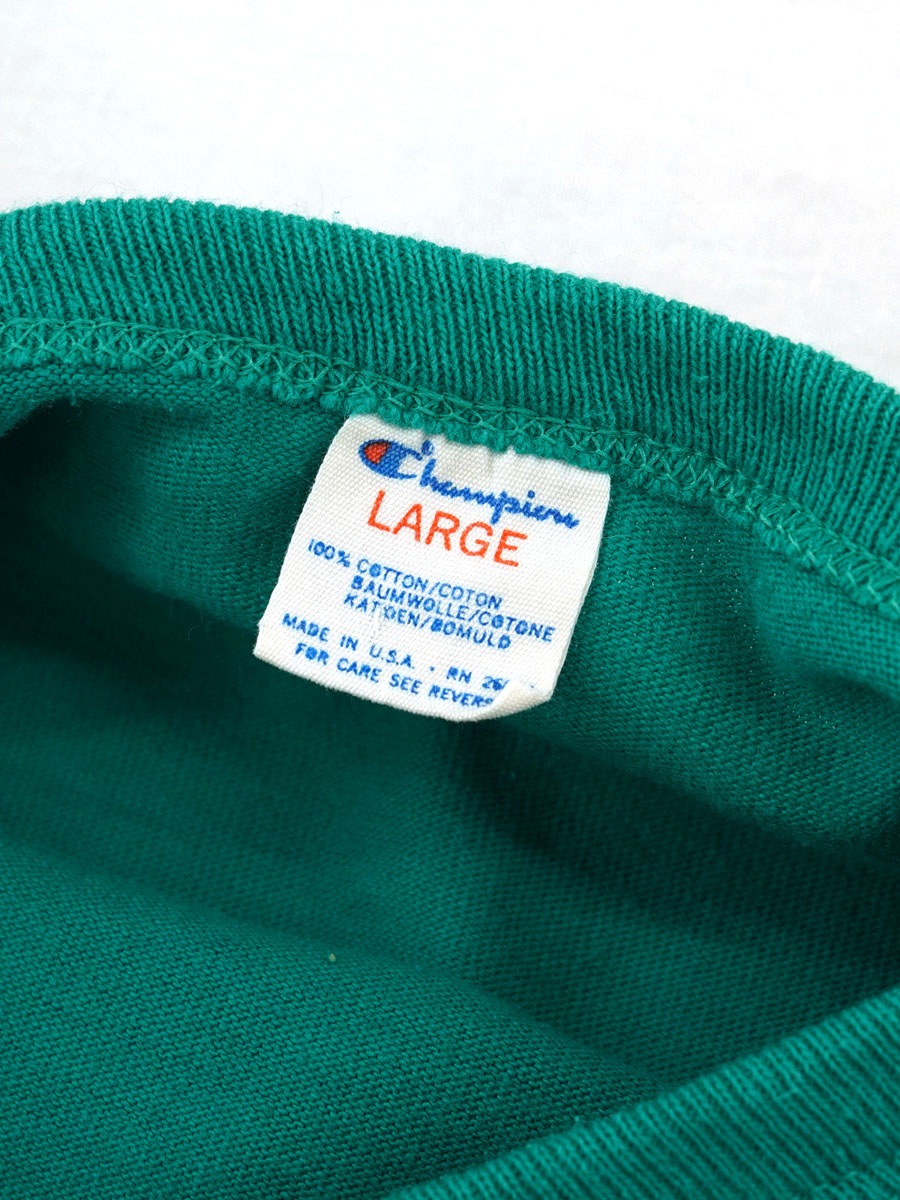 Champion
LARGE
100% COTTON/COTON
BAUMWOLLE/COTONE
KATOEN/BOMULD
MADE IN U.S.A. · RN
FOR CARE SEE